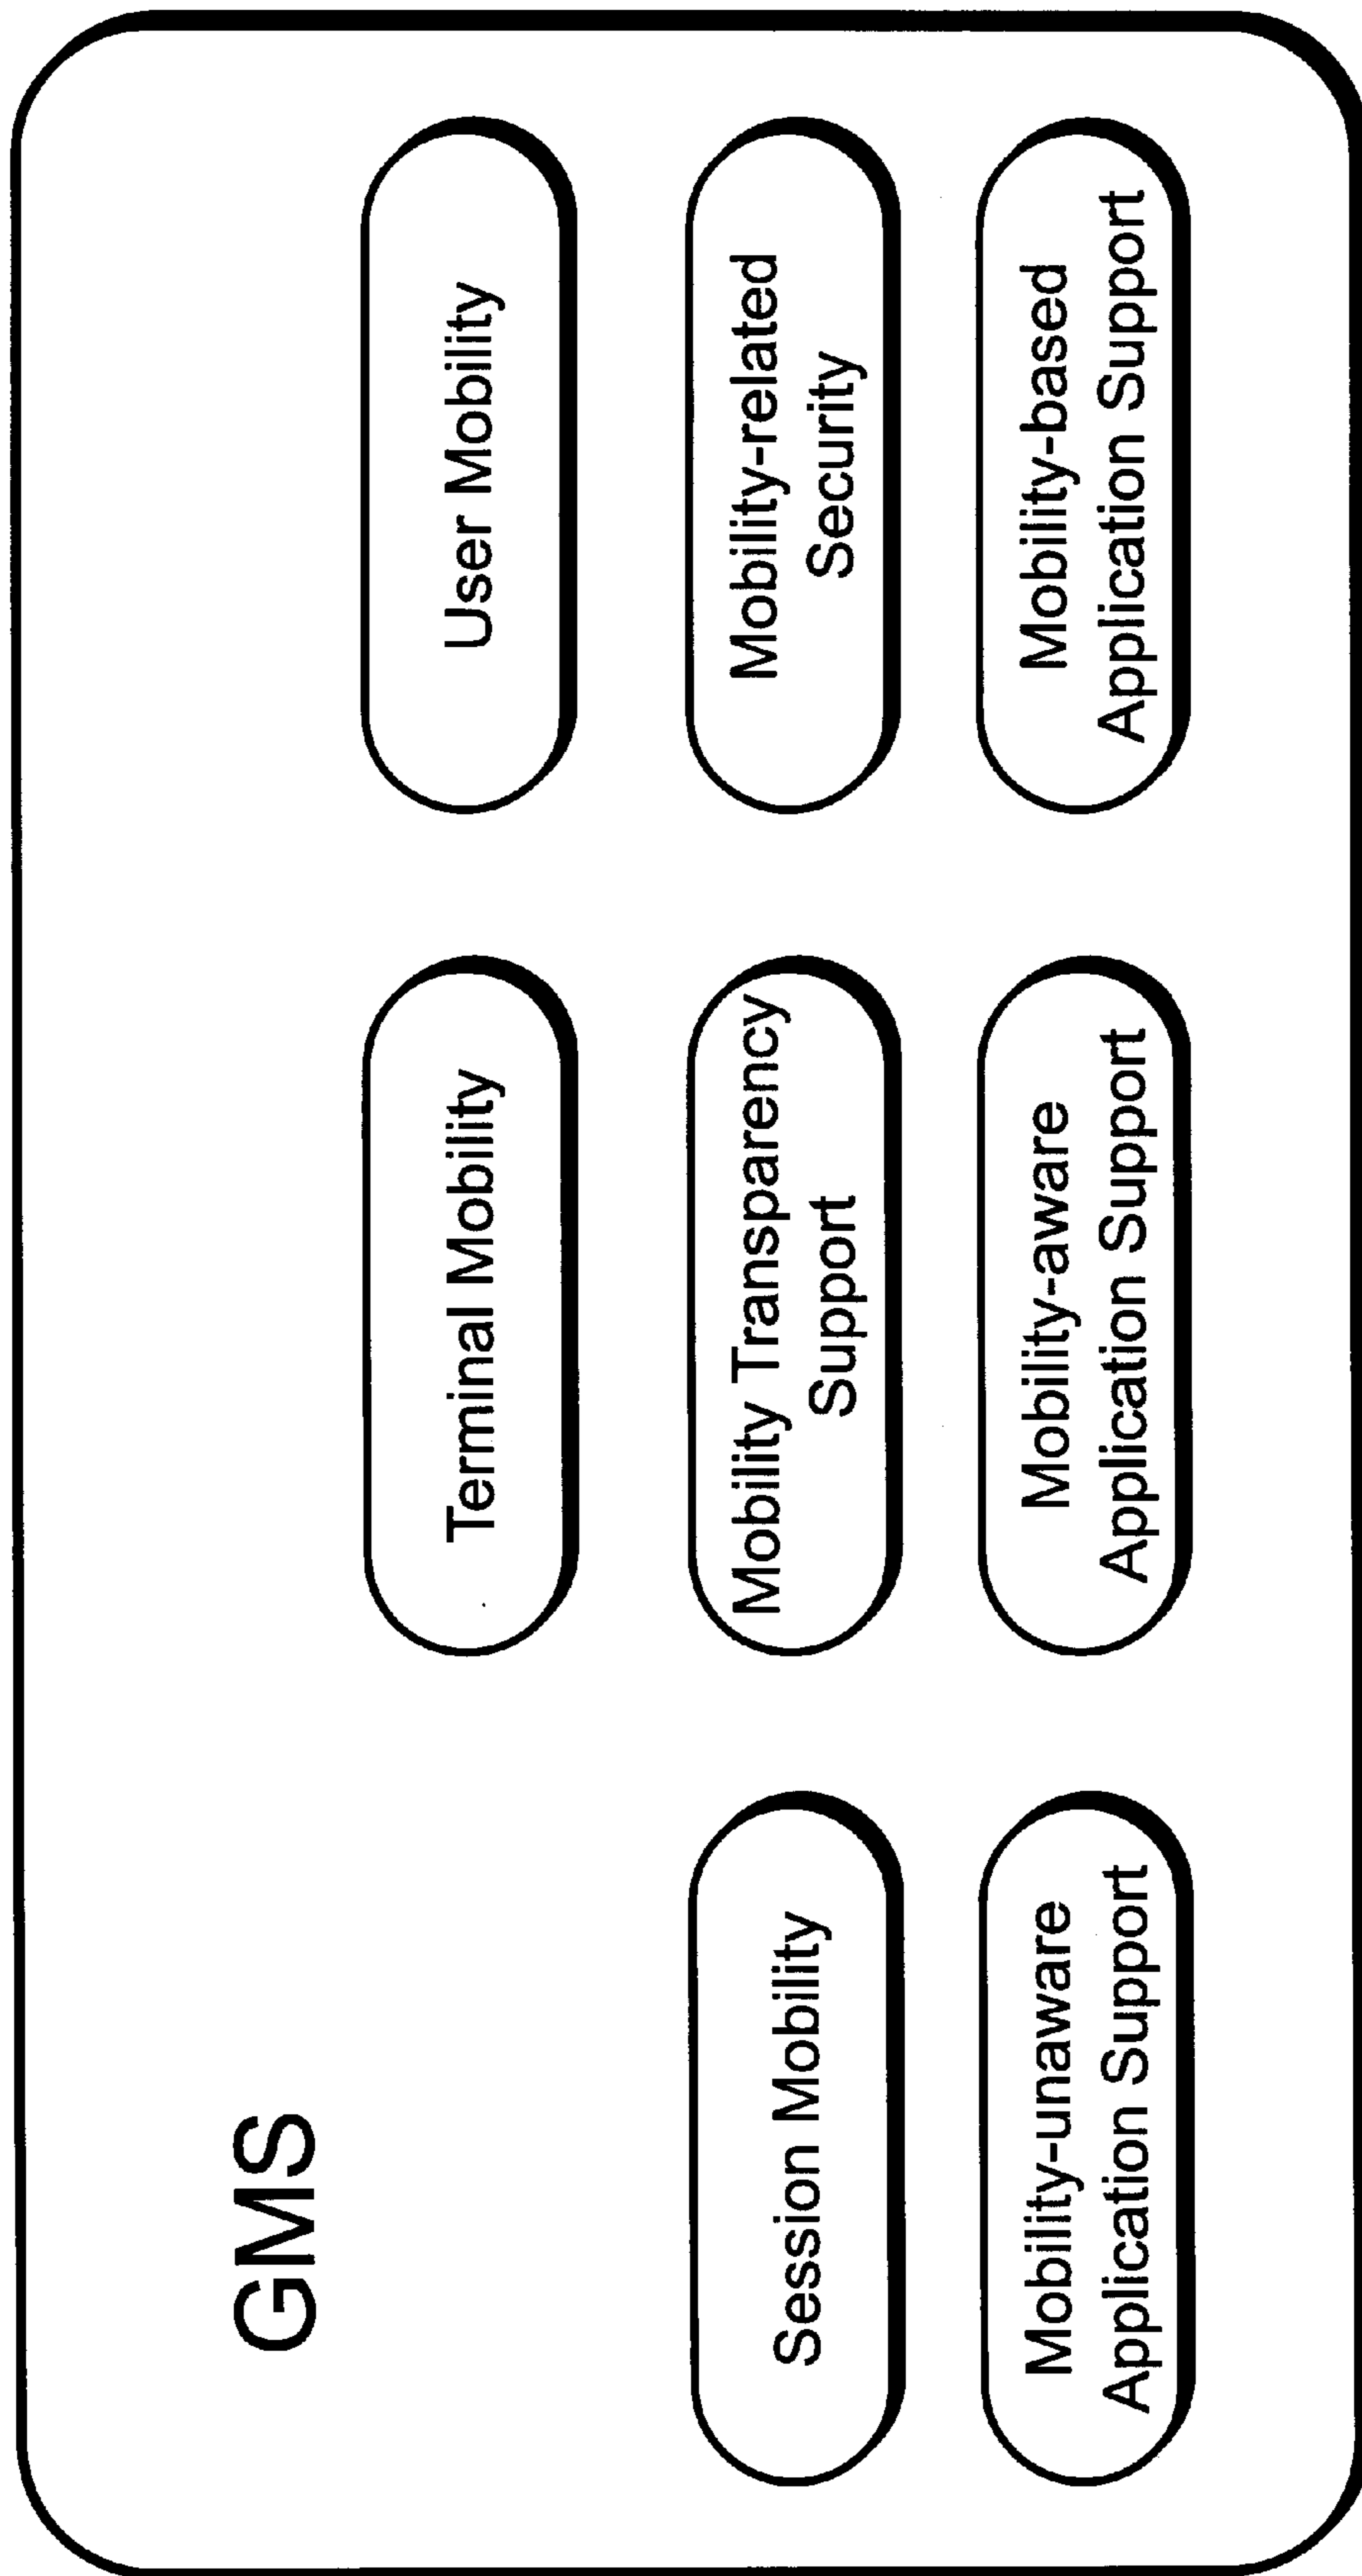 GMS
Terminal Mobility
User Mobility
Session Mobility
Mobility Transparency
Support
Mobility-related
Security
Mobility-unaware
Application Support
Mobility-aware
Application Support
Mobility-based
Application Support